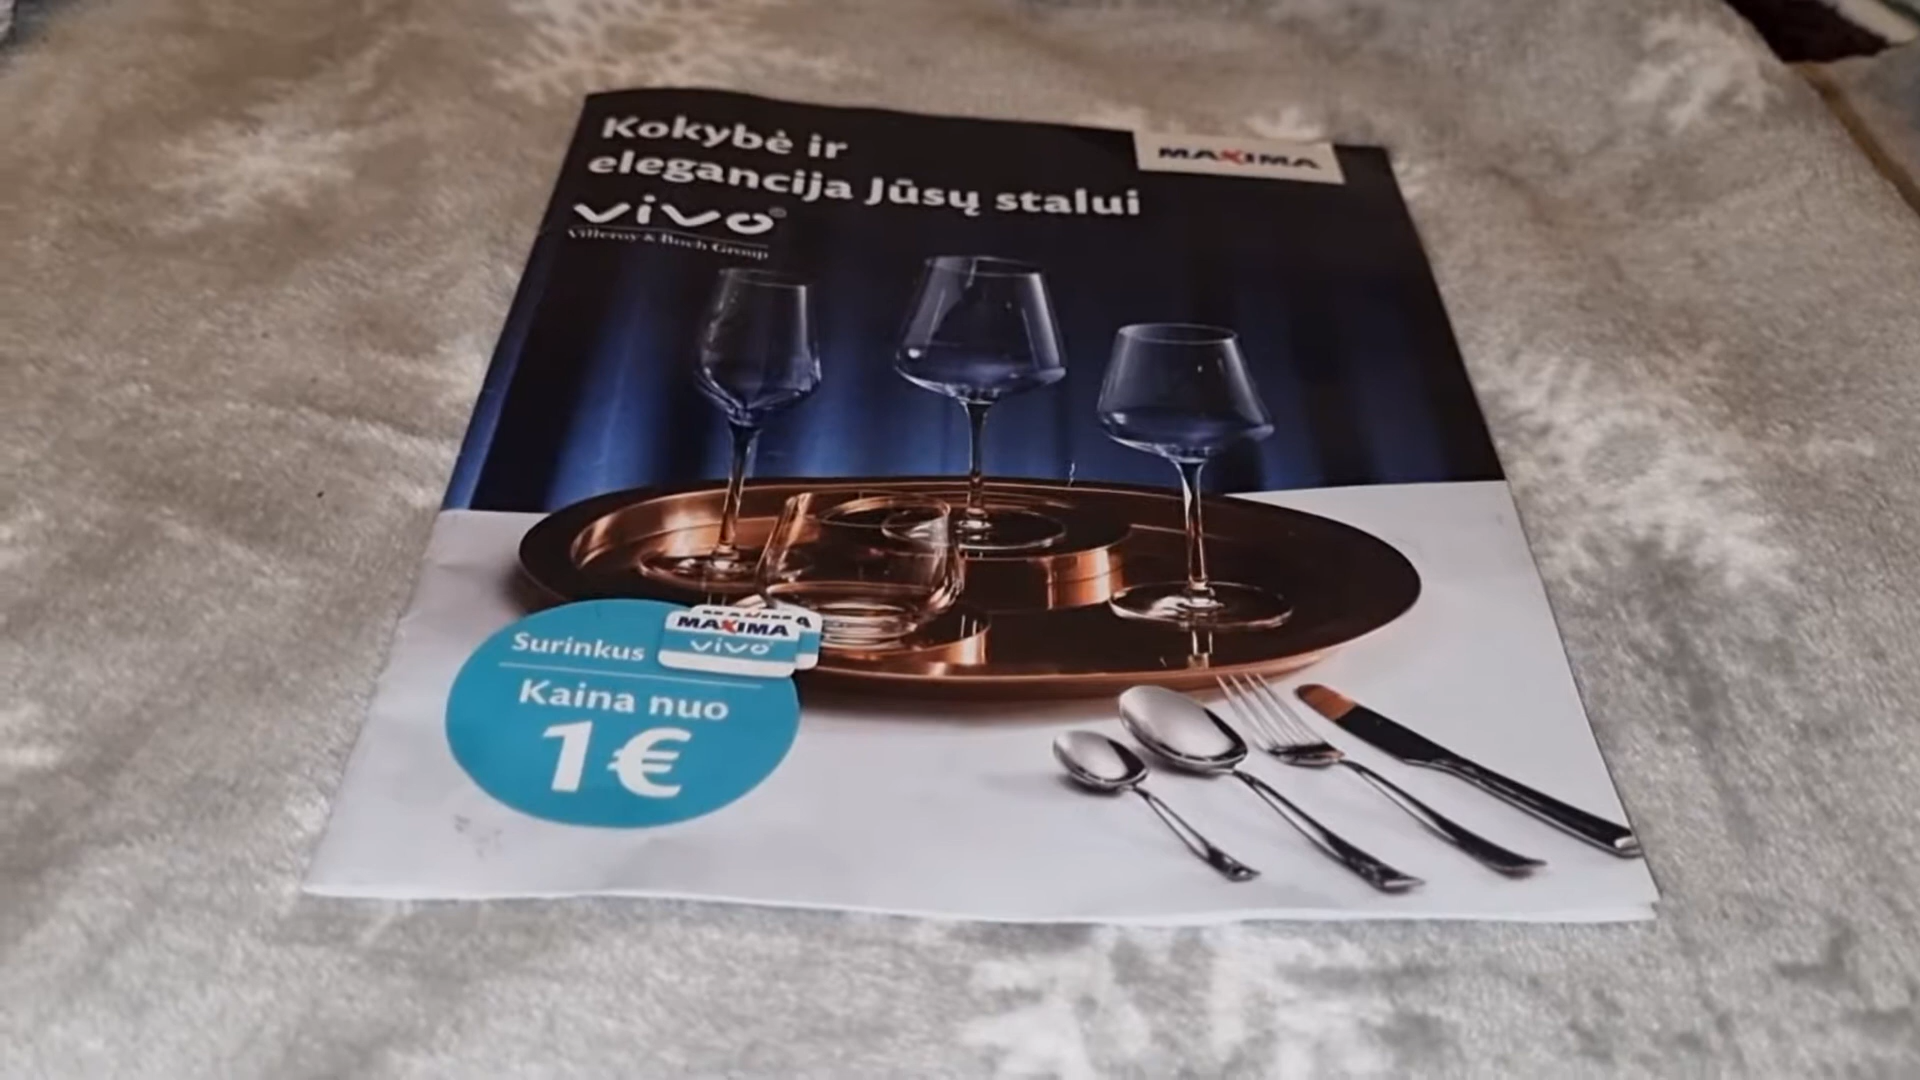 Kokybė ir
elegancija Jūsų stalui
MAXIMA
vivo
Villeroy & Boch Group
Surinkus
MAXIMA
vivo
Kaina nuo
1€